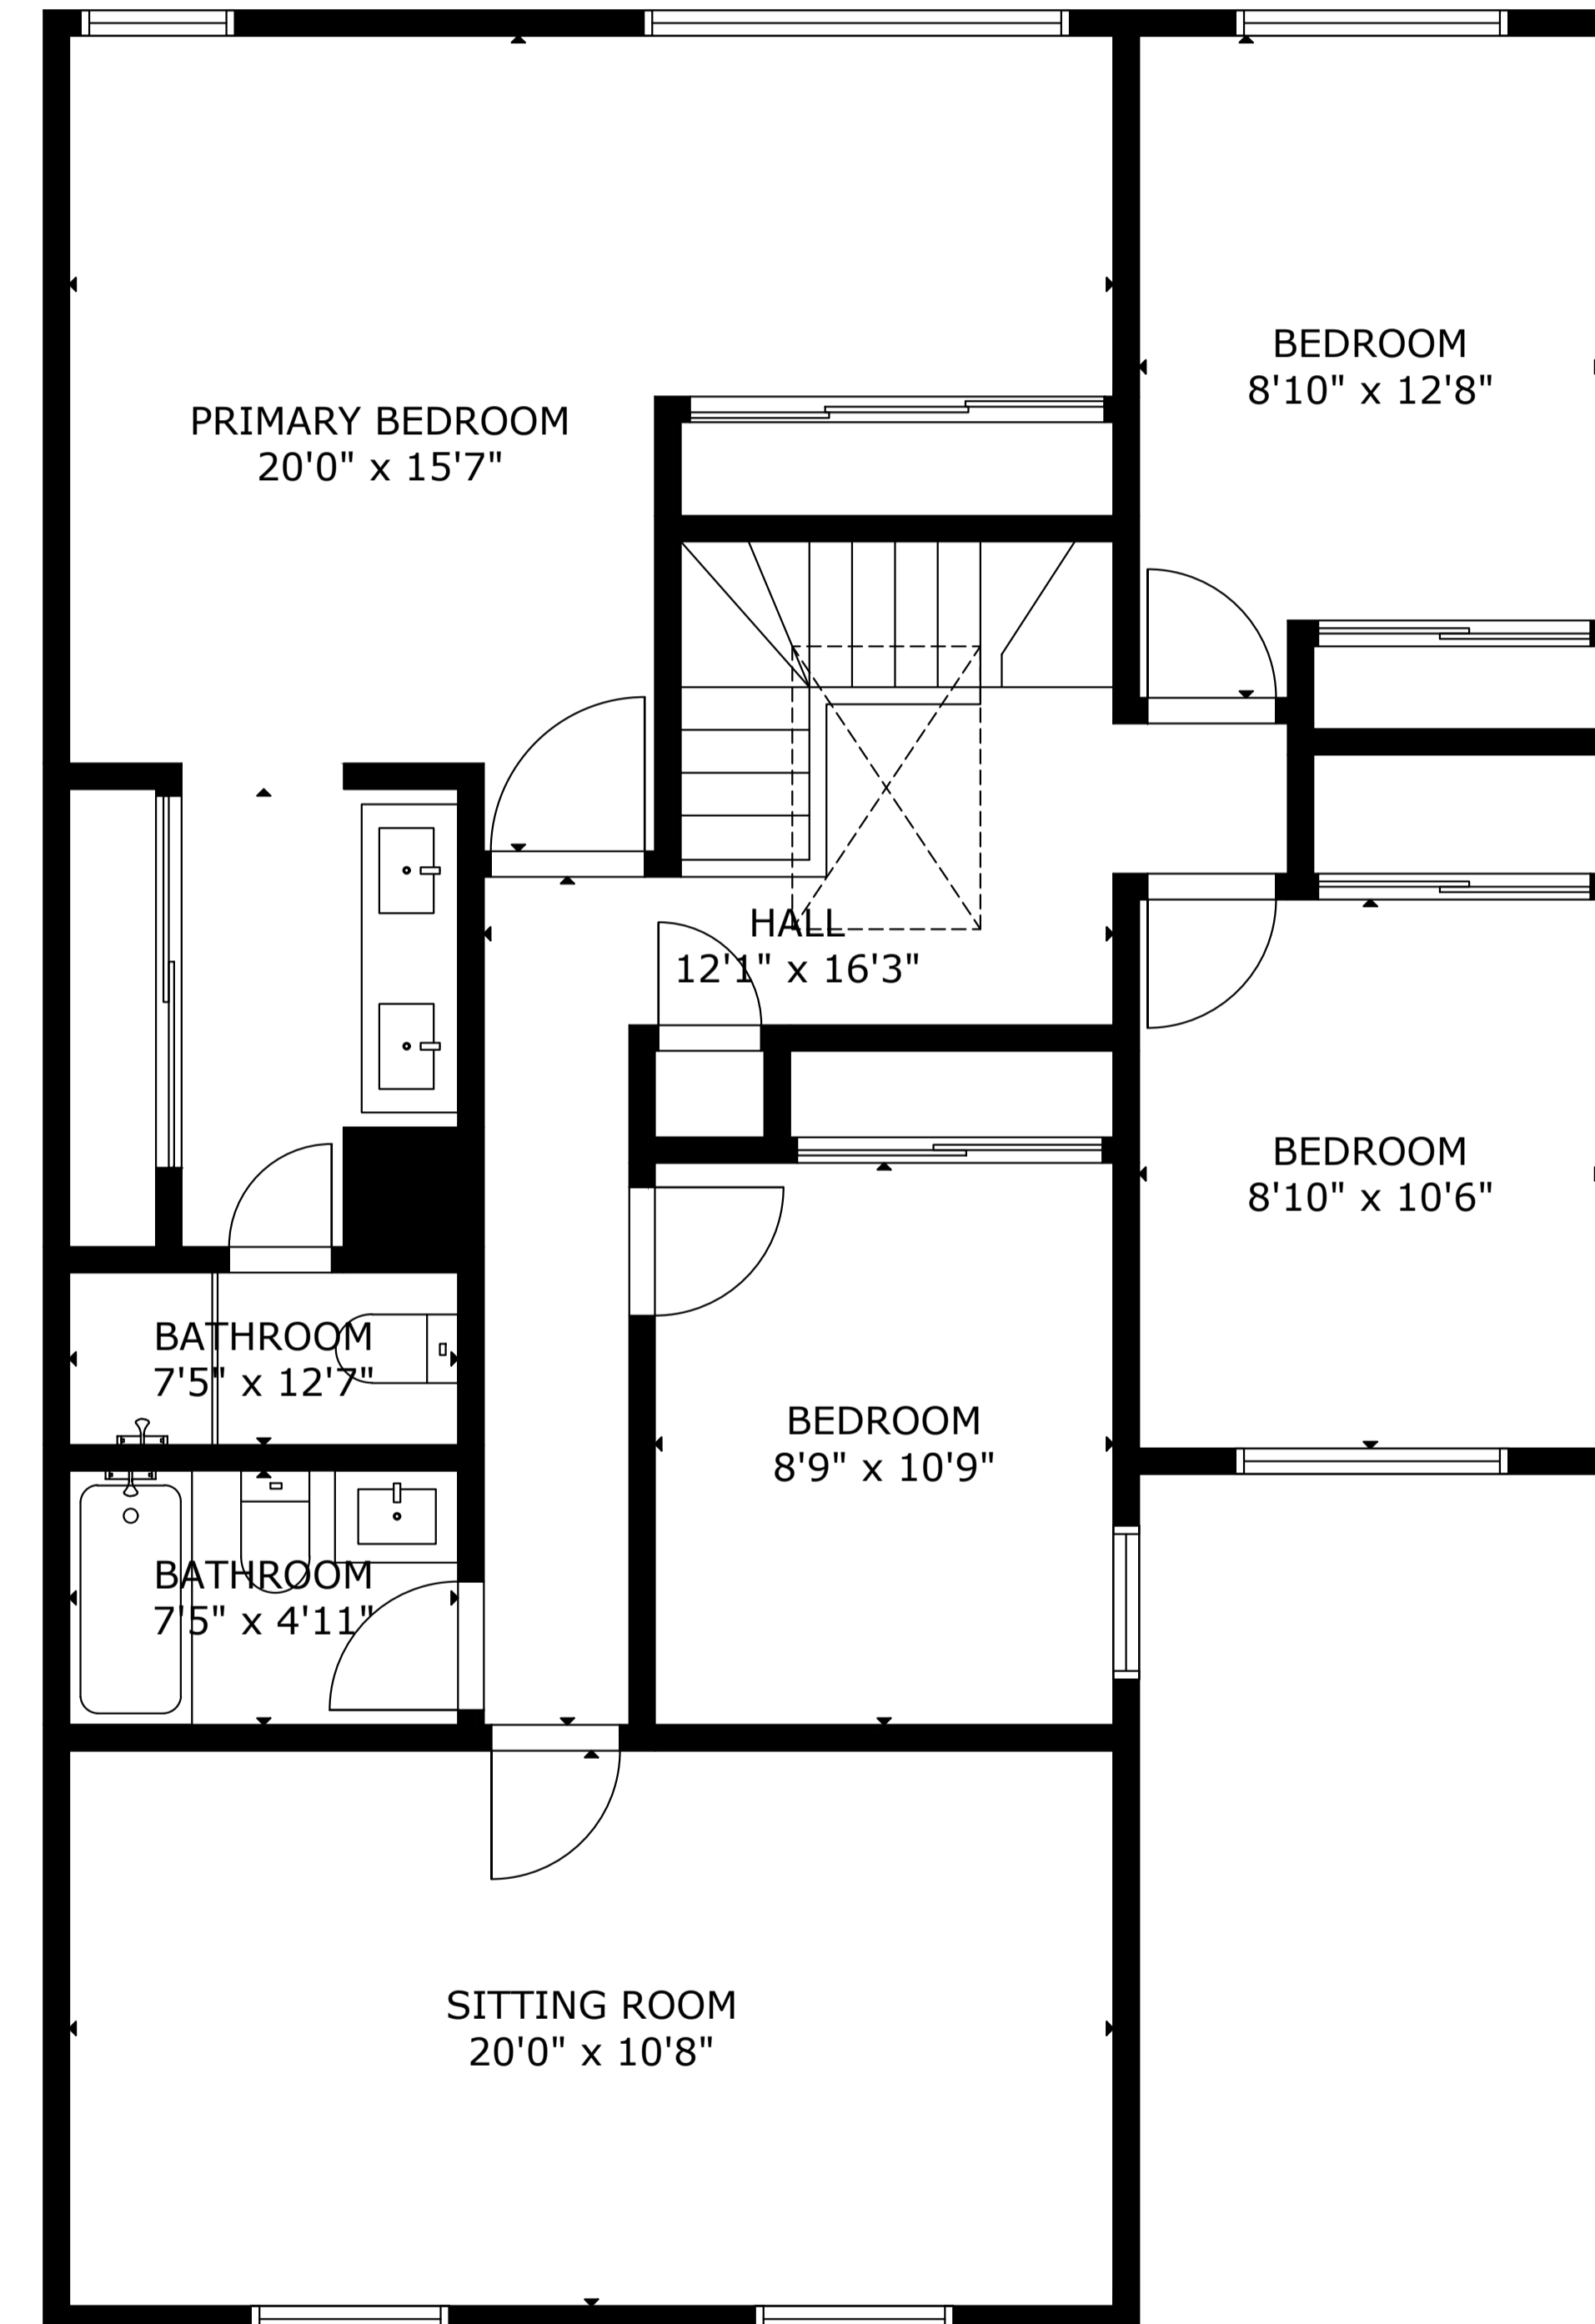 BEDROOM
8'10" x 12'8"
PRIMARY BEDROOM
20'0" x 15'7"
HALL
12'1" x 16'3"
BEDROOM
8'10" x 10'6"
BATHROOM
7'5" x 12'7"
BEDROOM
8'9" x 10'9"
BATHROOM
7'5" x 4'11"
SITTING ROOM
20'0" x 10'8"